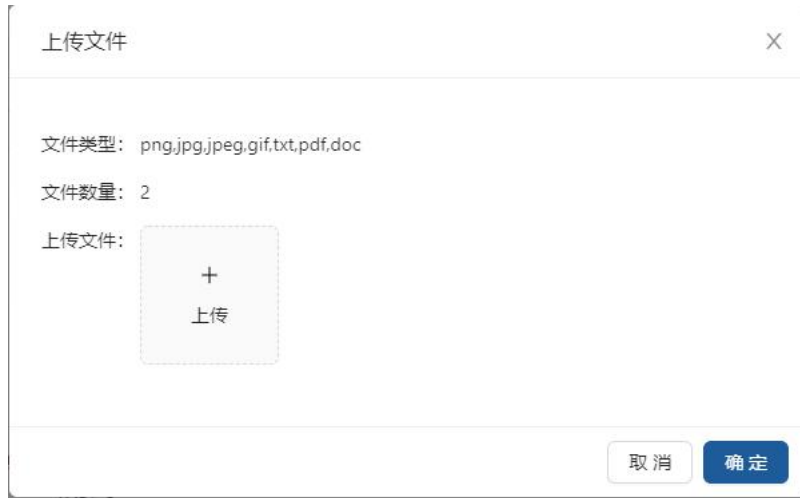 上传文件
文件类型： png,jpg,jpeg,gif,txt,pdf,doc
文件数量： 2
上传文件：
上传
取 消
确 定